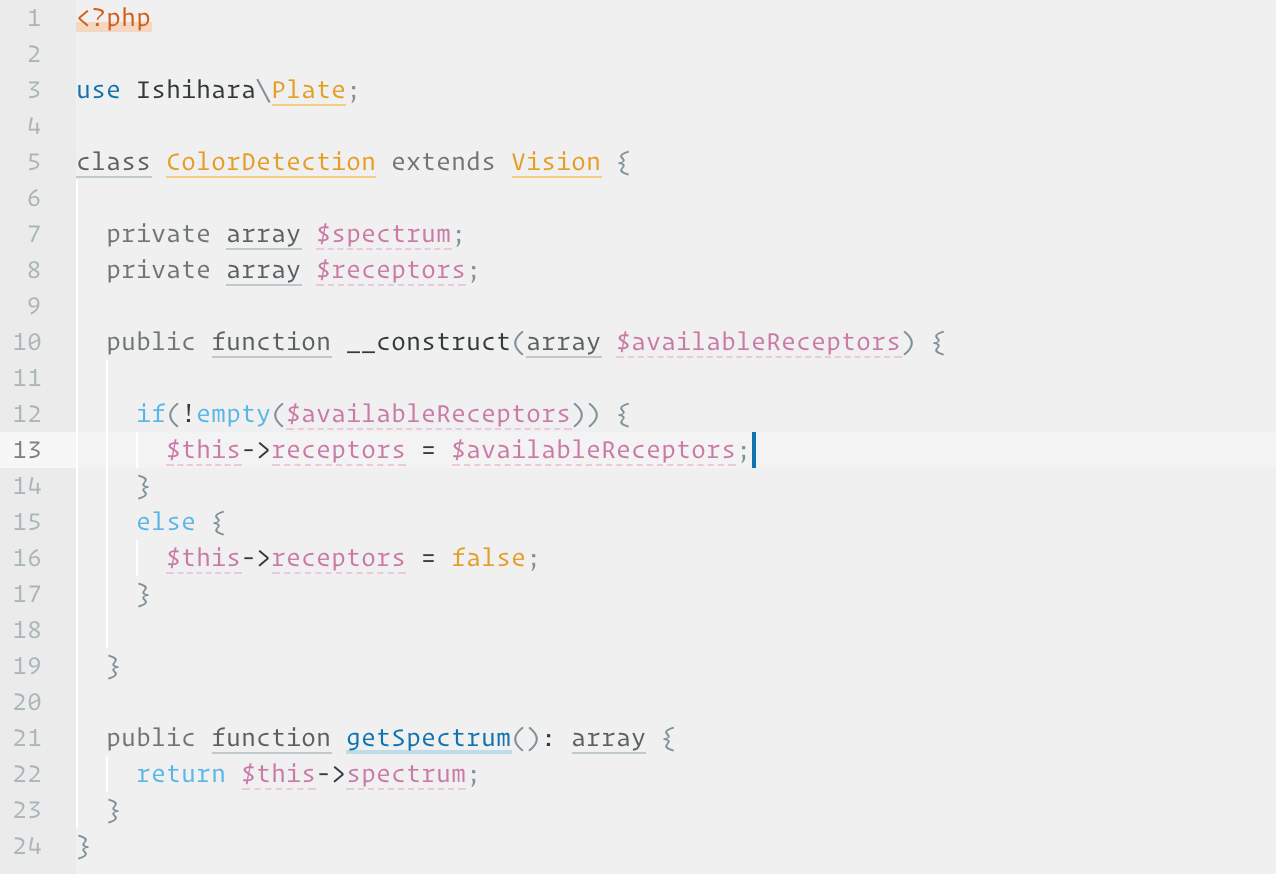 1 <?php
2
3 use Ishihara\Plate;
4
5 class ColorDetection extends Vision {
6
7   private array $spectrum;
8   private array $receptors;
9
10   public function __construct(array $availableReceptors) {
11
12     if(!empty($availableReceptors)) {
13       $this->receptors = $availableReceptors;
14     }
15     else {
16       $this->receptors = false;
17     }
18
19   }
20
21   public function getSpectrum(): array {
22     return $this->spectrum;
23   }
24 }